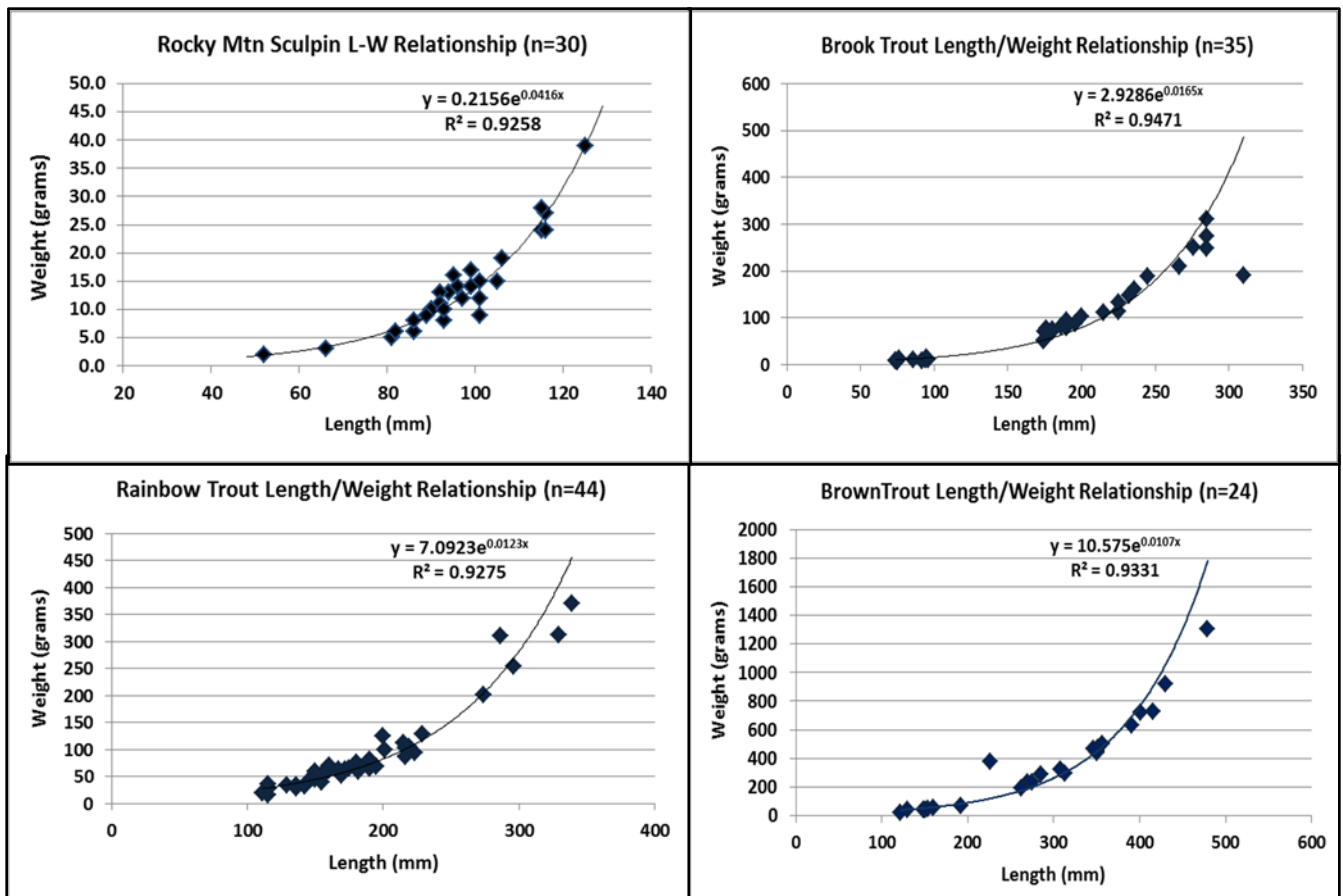 Rocky Mtn Sculpin L-W Relationship (n=30)
y = 0.2156e^0.0416x
R² = 0.9258
Weight (grams)
50.0
45.0
40.0
35.0
30.0
25.0
20.0
15.0
10.0
5.0
0.0
20 40 60 80 100 120 140
Length (mm)
Brook Trout Length/Weight Relationship (n=35)
y = 2.9286e^0.0165x
R² = 0.9471
Weight (grams)
600
500
400
300
200
100
0
0 50 100 150 200 250 300 350
Length (mm)
Rainbow Trout Length/Weight Relationship (n=44)
y = 7.0923e^0.0123x
R² = 0.9275
Weight (grams)
500
450
400
350
300
250
200
150
100
50
0
0 100 200 300 400
Length (mm)
BrownTrout Length/Weight Relationship (n=24)
y = 10.575e^0.0107x
R² = 0.9331
Weight (grams)
2000
1800
1600
1400
1200
1000
800
600
400
200
0
0 100 200 300 400 500 600
Length (mm)